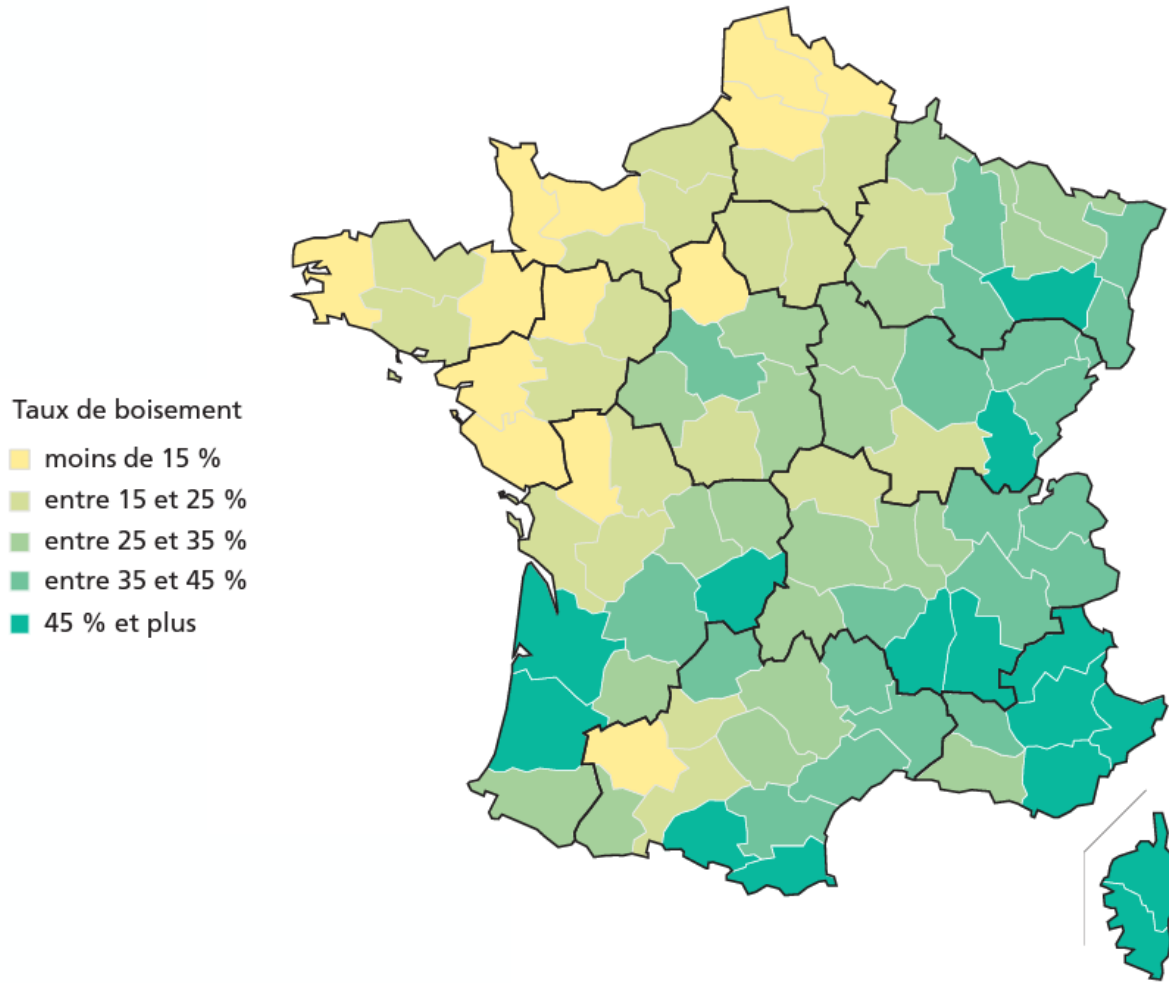 Taux de boisement
moins de 15 %
entre 15 et 25 %
entre 25 et 35 %
entre 35 et 45 %
45 % et plus